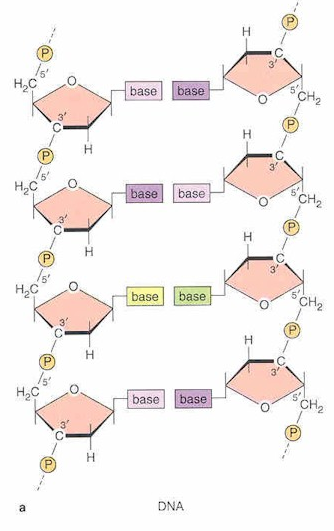 P
P
H
5′
O
3′
C
H₂C
base
base
5′
C
3′
O
CH₂
H
P
P
H
5′
O
3′
C
H₂C
base
base
5′
C
3′
O
CH₂
H
P
P
H
5′
O
3′
C
H₂C
base
base
5′
C
3′
O
CH₂
H
P
P
H
5′
O
3′
C
H₂C
base
base
5′
C
3′
O
CH₂
H
P
P
a DNA